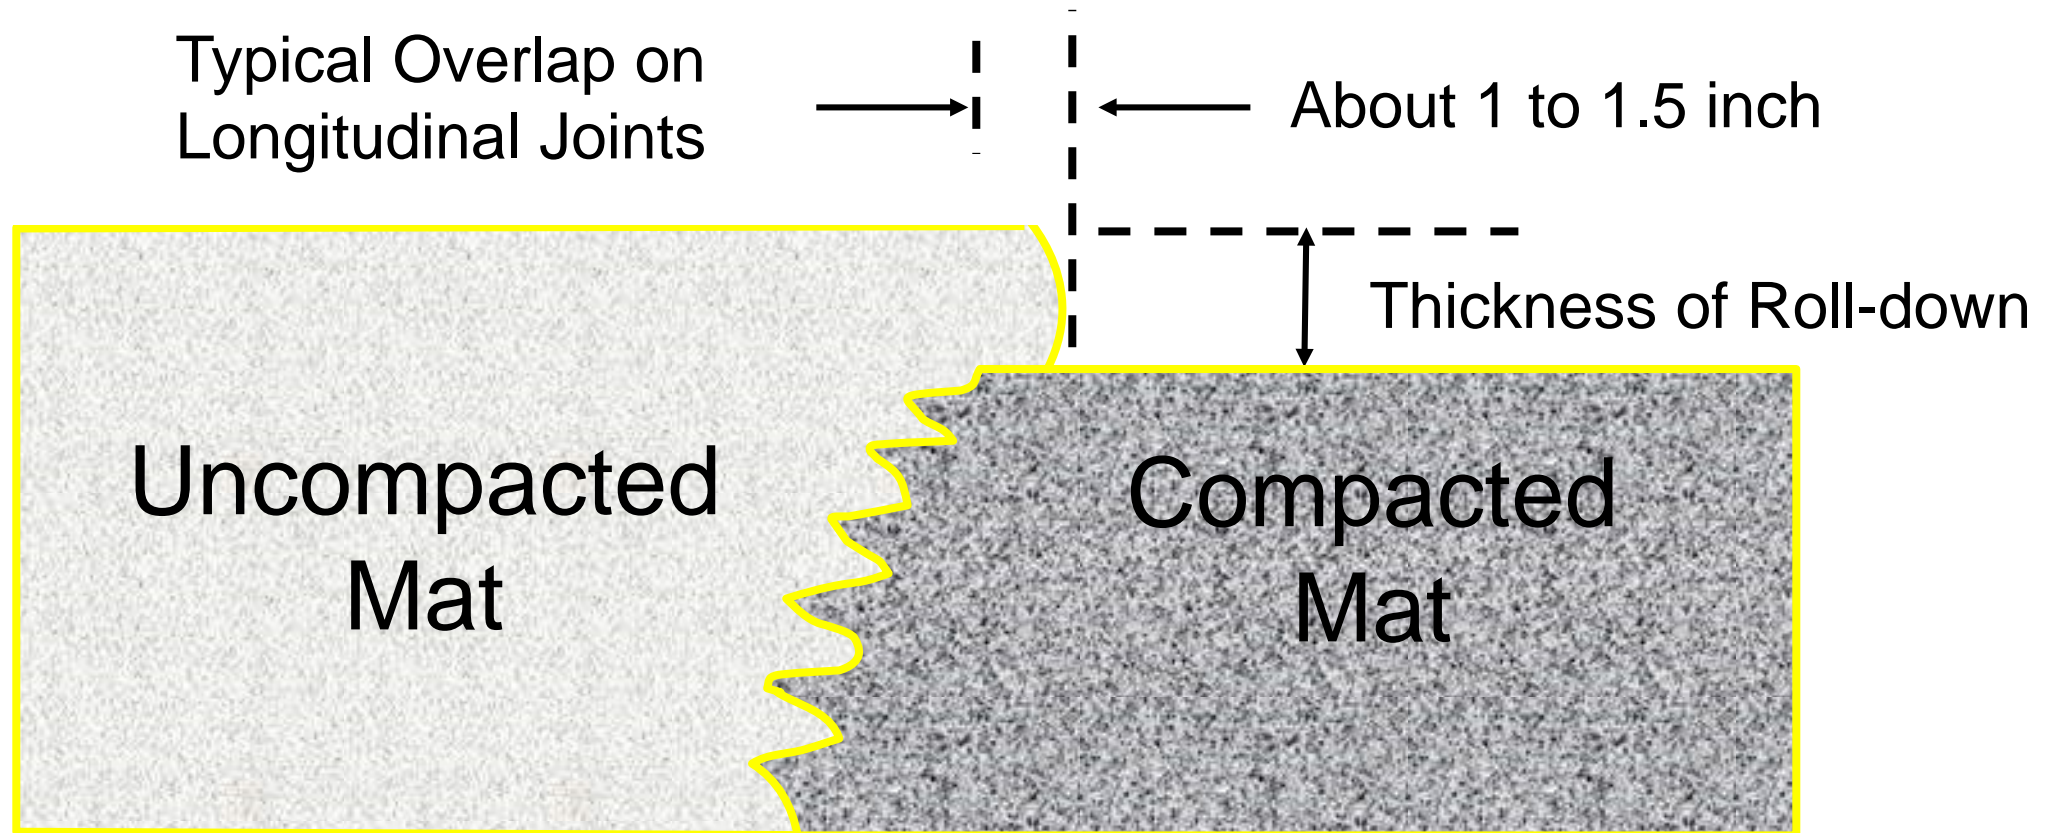 Typical Overlap on
Longitudinal Joints
About 1 to 1.5 inch
Thickness of Roll-down
Uncompacted
Mat
Compacted
Mat